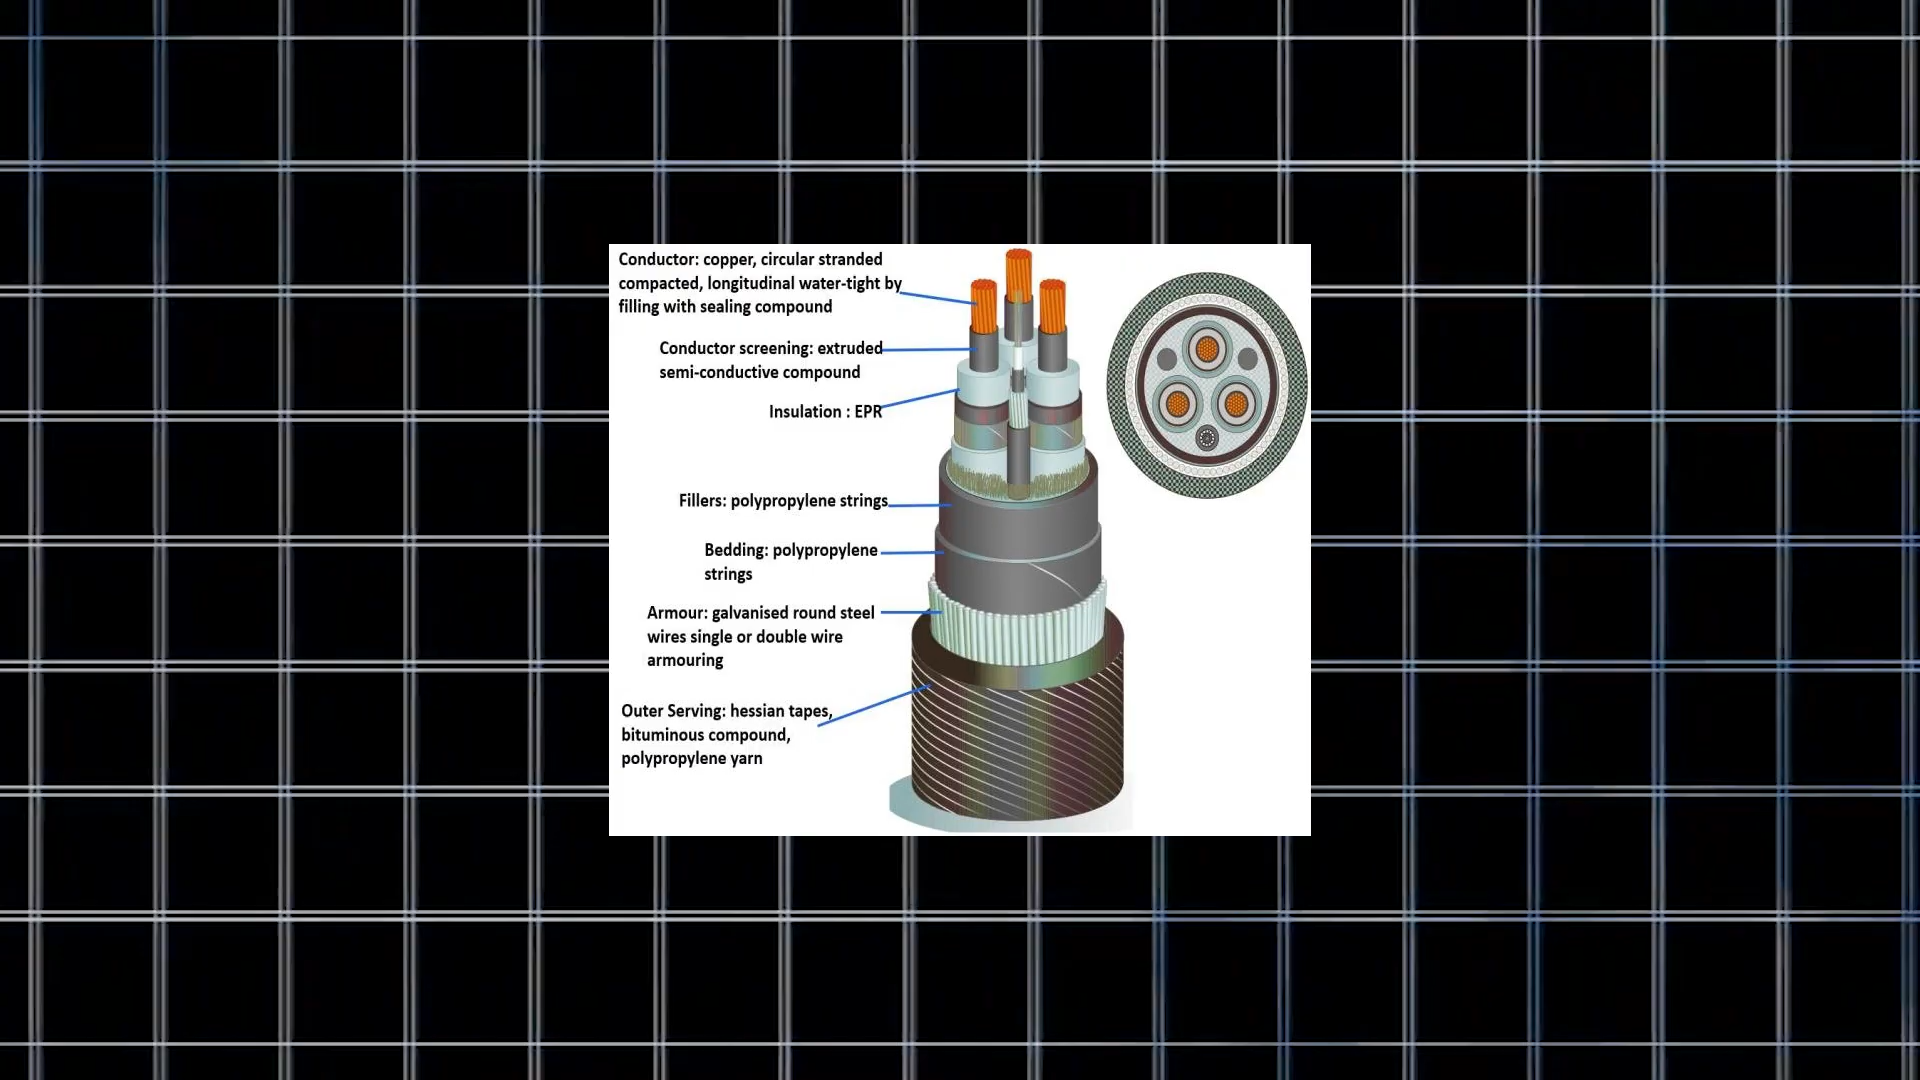 Conductor: copper, circular stranded
compacted, longitudinal water-tight by
filling with sealing compound
Conductor screening: extruded
semi-conductive compound
Insulation : EPR
Fillers: polypropylene strings
Bedding: polypropylene
strings
Armour: galvanised round steel
wires single or double wire
armouring
Outer Serving: hessian tapes,
bituminous compound,
polypropylene yarn